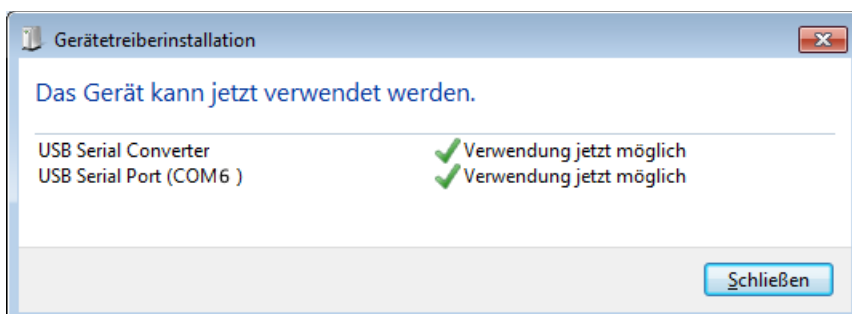 Gerätetreiberinstallation
Das Gerät kann jetzt verwendet werden.
USB Serial Converter Verwendung jetzt möglich
USB Serial Port (COM6 ) Verwendung jetzt möglich
Schließen